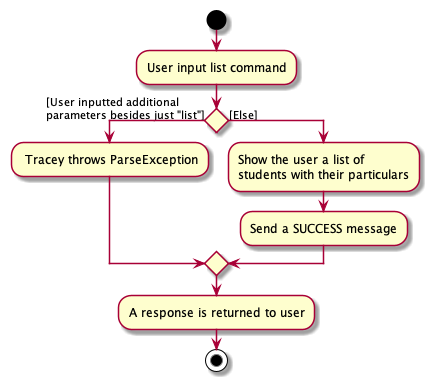 User input list command
[User inputted additional
parameters besides just "list"]
[Else]
Tracey throws ParseException
Show the user a list of
students with their particulars
Send a SUCCESS message
A response is returned to user